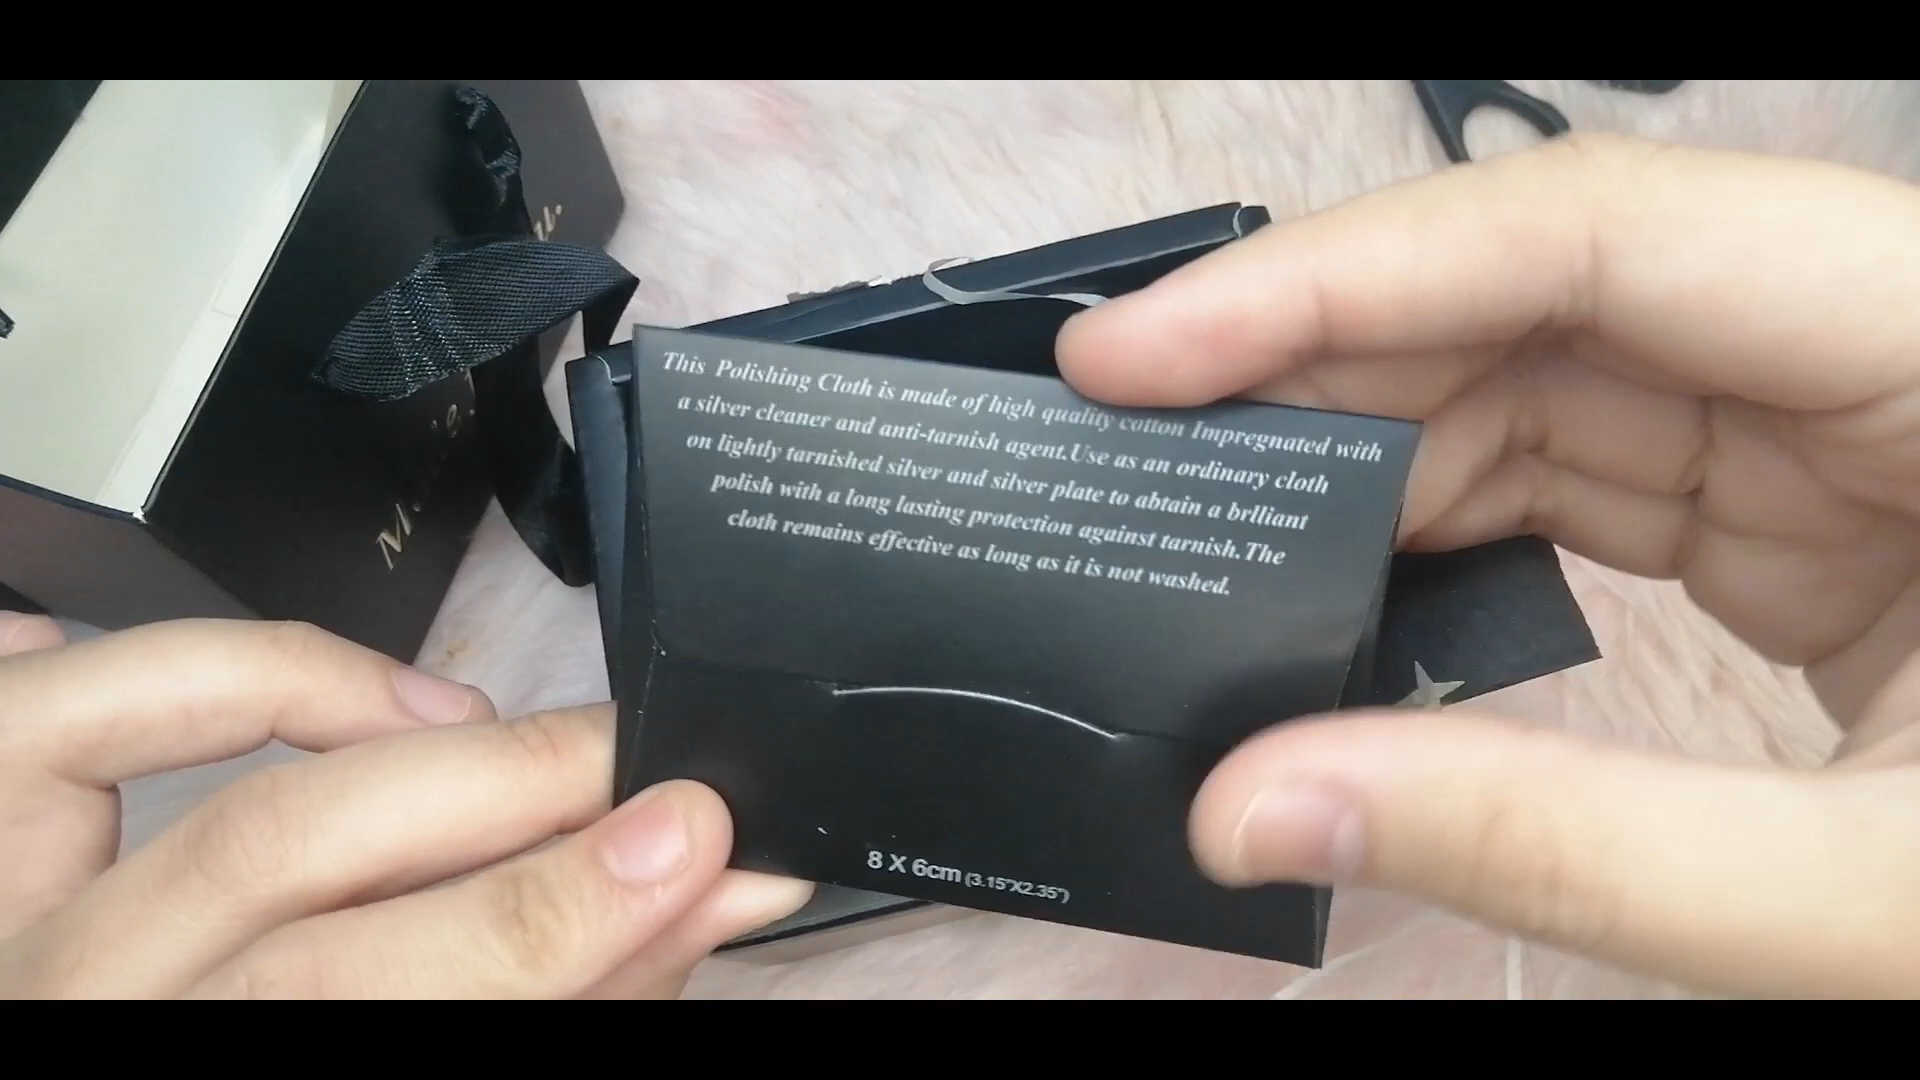 This Polishing Cloth is made of high quality cotton Impregnated with
a silver cleaner and anti-tarnish agent.Use as an ordinary cloth
on lightly tarnished silver and silver plate to abtain a brlliant
polish with a long lasting protection against tarnish.The
cloth remains effective as long as it is not washed.
8 X 6cm (3.15"X2.35")